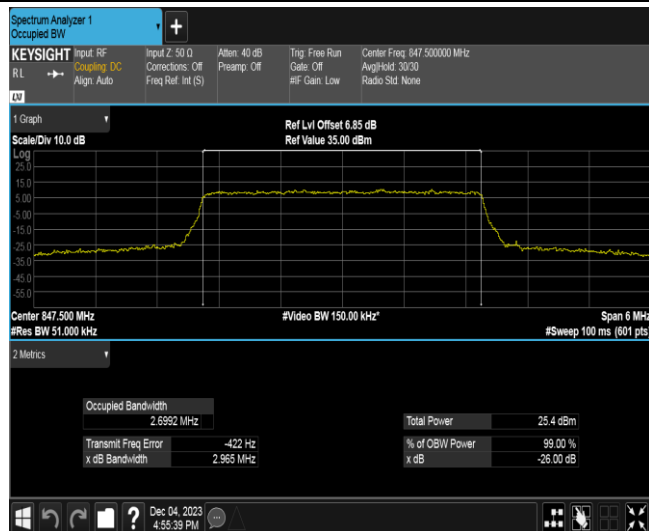 Spectrum Analyzer 1
Occupied BW
+
KEYSIGHT
RL
Input: RF
Coupling: DC
Align: Auto
Input Z: 50 Ω
Corrections: Off
Freq Ref: Int (S)
Atten: 40 dB
Preamp: Off
Trig: Free Run
Gate: Off
#IF Gain: Low
Center Freq: 847.500000 MHz
Avg|Hold: 30/30
Radio Std: None
1 Graph
Scale/Div 10.0 dB
Ref Lvl Offset 6.85 dB
Ref Value 35.00 dBm
Log
25.0
15.0
5.00
-5.00
-15.0
-25.0
-35.0
-45.0
-55.0
Center 847.500 MHz
#Res BW 51.000 kHz
#Video BW 150.00 kHz*
Span 6 MHz
#Sweep 100 ms (601 pts)
2 Metrics
Occupied Bandwidth
2.6992 MHz
Total Power 25.4 dBm
Transmit Freq Error -422 Hz
% of OBW Power 99.00 %
x dB Bandwidth 2.965 MHz
x dB -26.00 dB
?
Dec 04, 2023
4:55:39 PM